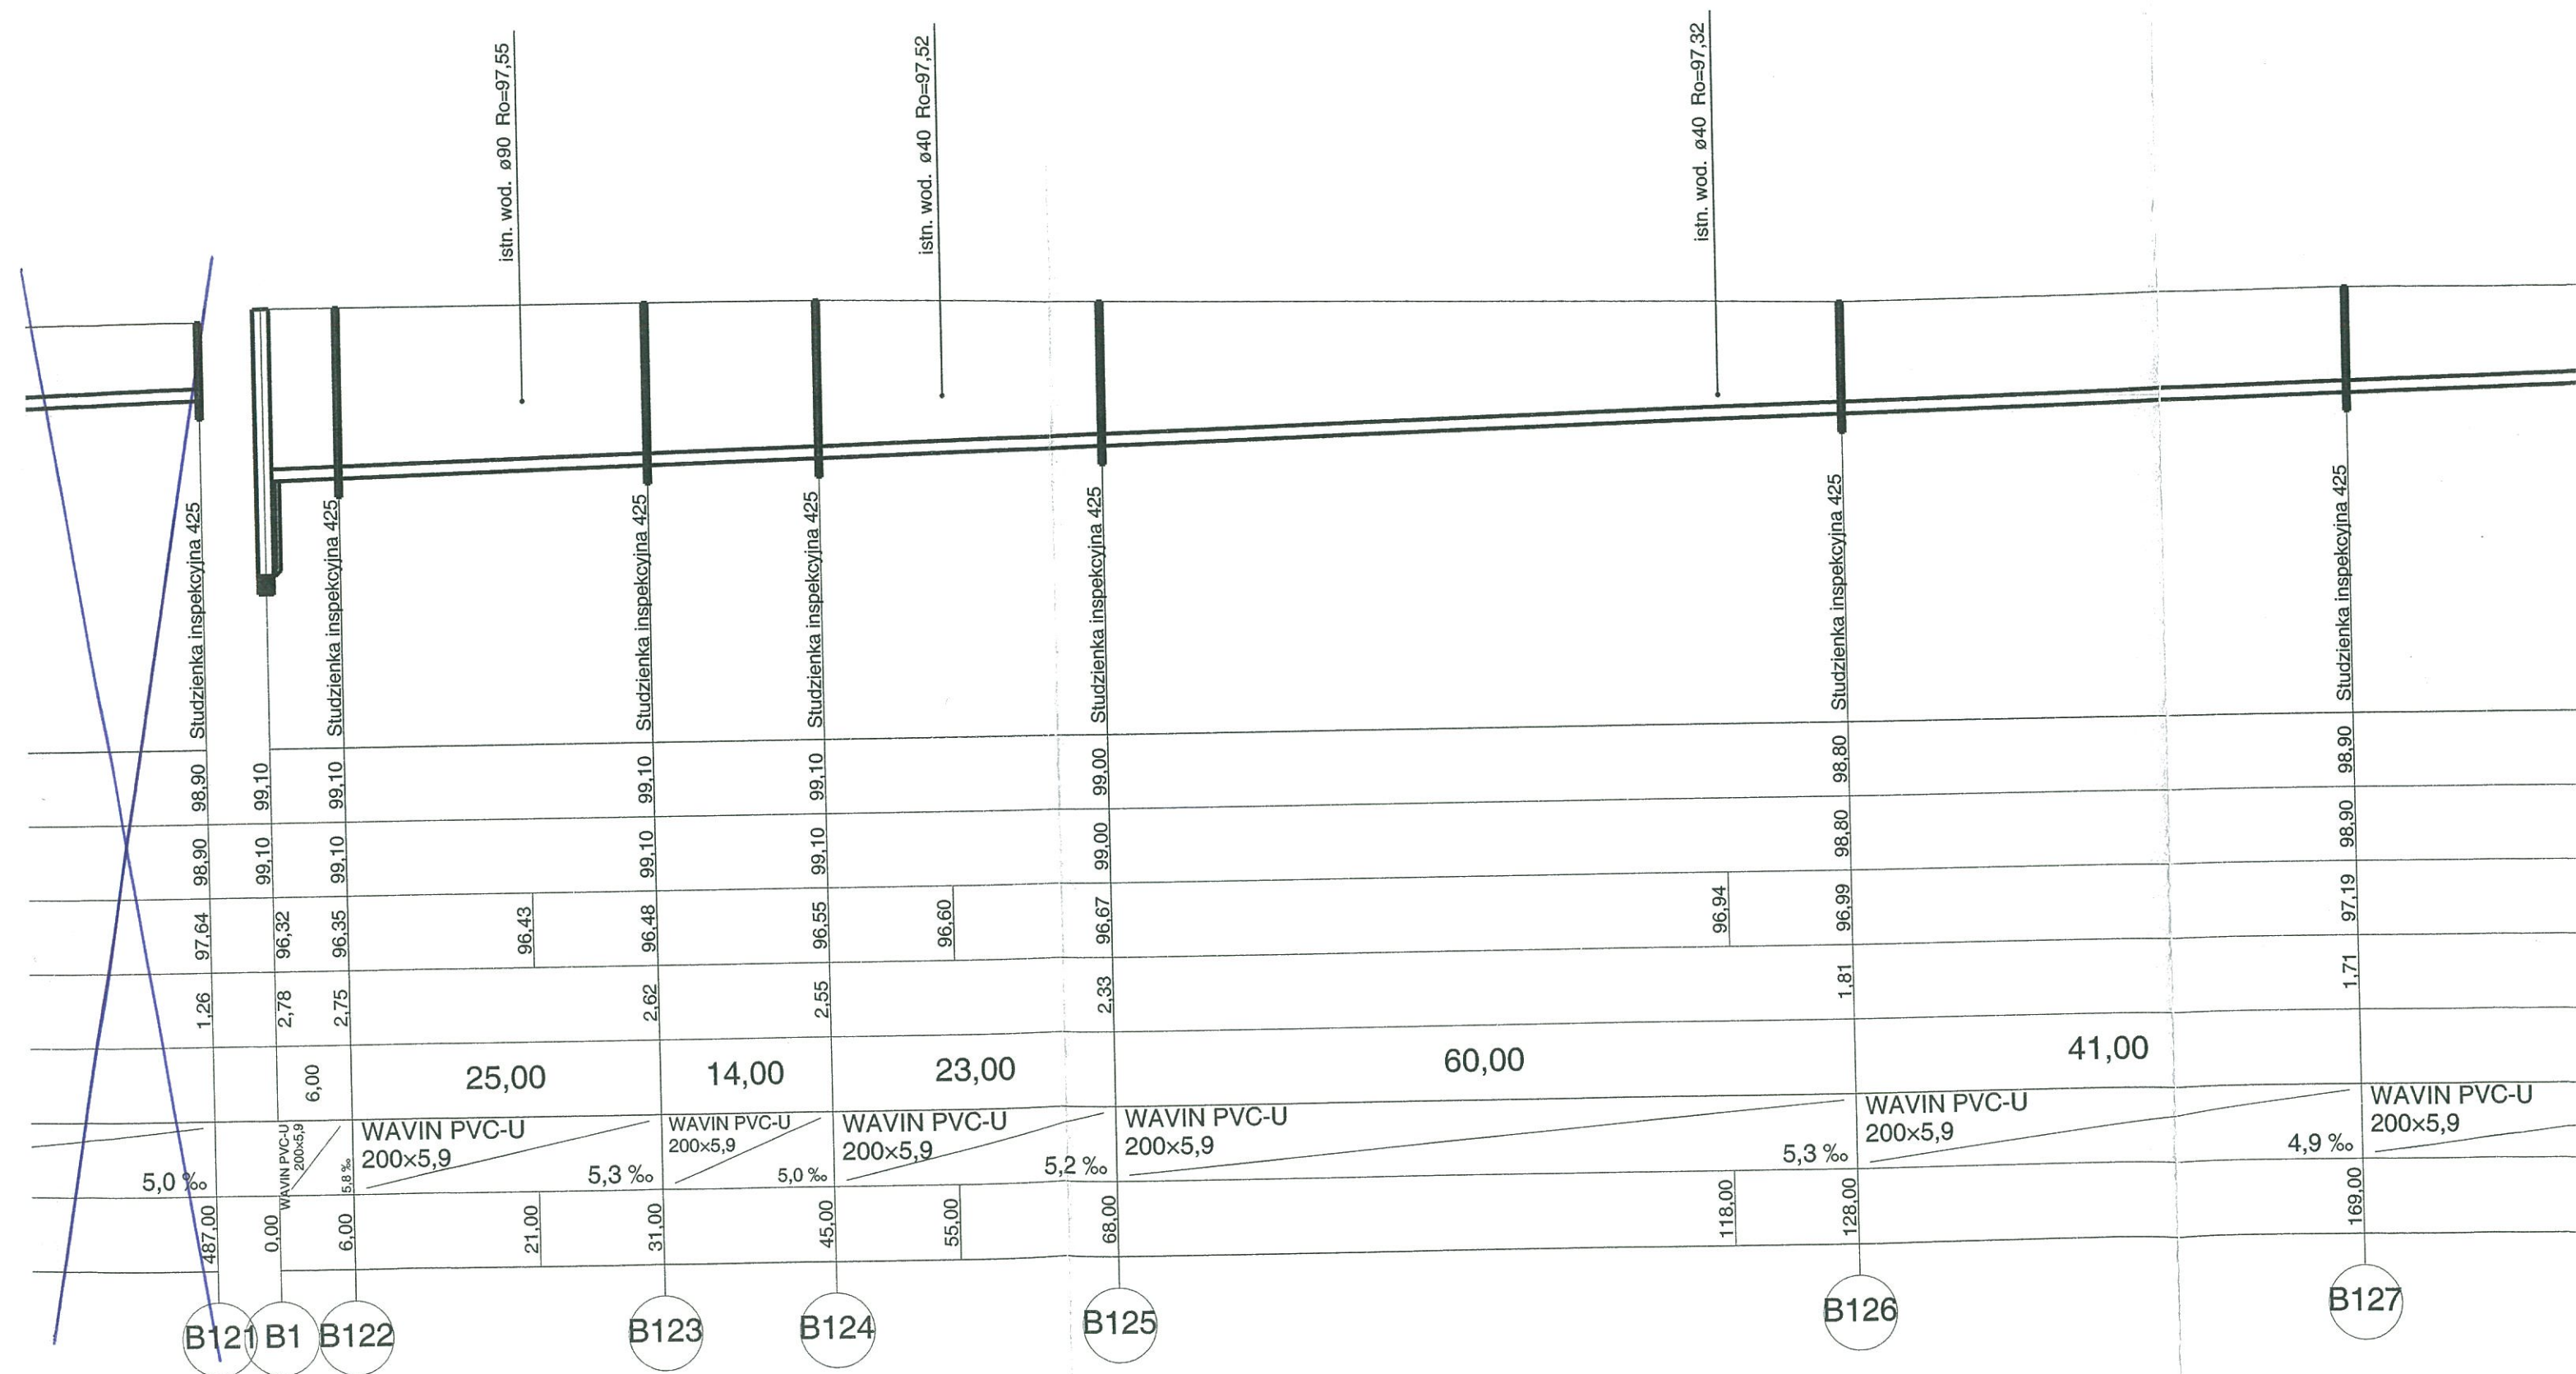 istn. wod. ø90 Ro=97,55
istn. wod. ø40 Ro=97,52
istn. wod. ø40 Ro=97,32
Studzienka inspekcyjna 425
Studzienka inspekcyjna 425
Studzienka inspekcyjna 425
Studzienka inspekcyjna 425
Studzienka inspekcyjna 425
Studzienka inspekcyjna 425
Studzienka inspekcyjna 425
98,90 99,10 99,10 99,10 99,10 99,00 98,80 98,90
98,90 99,10 99,10 99,10 99,10 99,00 98,80 98,90
97,64 96,32 96,35 96,43 96,48 96,55 96,60 96,67 96,94 96,99 97,19
1,26 2,78 2,75 2,62 2,55 2,33 1,81 1,71
6,00 25,00 14,00 23,00 60,00 41,00
5,0 ‰
WAVIN PVC-U
200×5,9
5,8 ‰
WAVIN PVC-U
200×5,9
5,3 ‰
WAVIN PVC-U
200×5,9
5,0 ‰
WAVIN PVC-U
200×5,9
5,2 ‰
WAVIN PVC-U
200×5,9
5,3 ‰
WAVIN PVC-U
200×5,9
4,9 ‰
WAVIN PVC-U
200×5,9
487,00 0,00 6,00 21,00 31,00 45,00 55,00 68,00 118,00 128,00 169,00
B121 B1 B122 B123 B124 B125 B126 B127